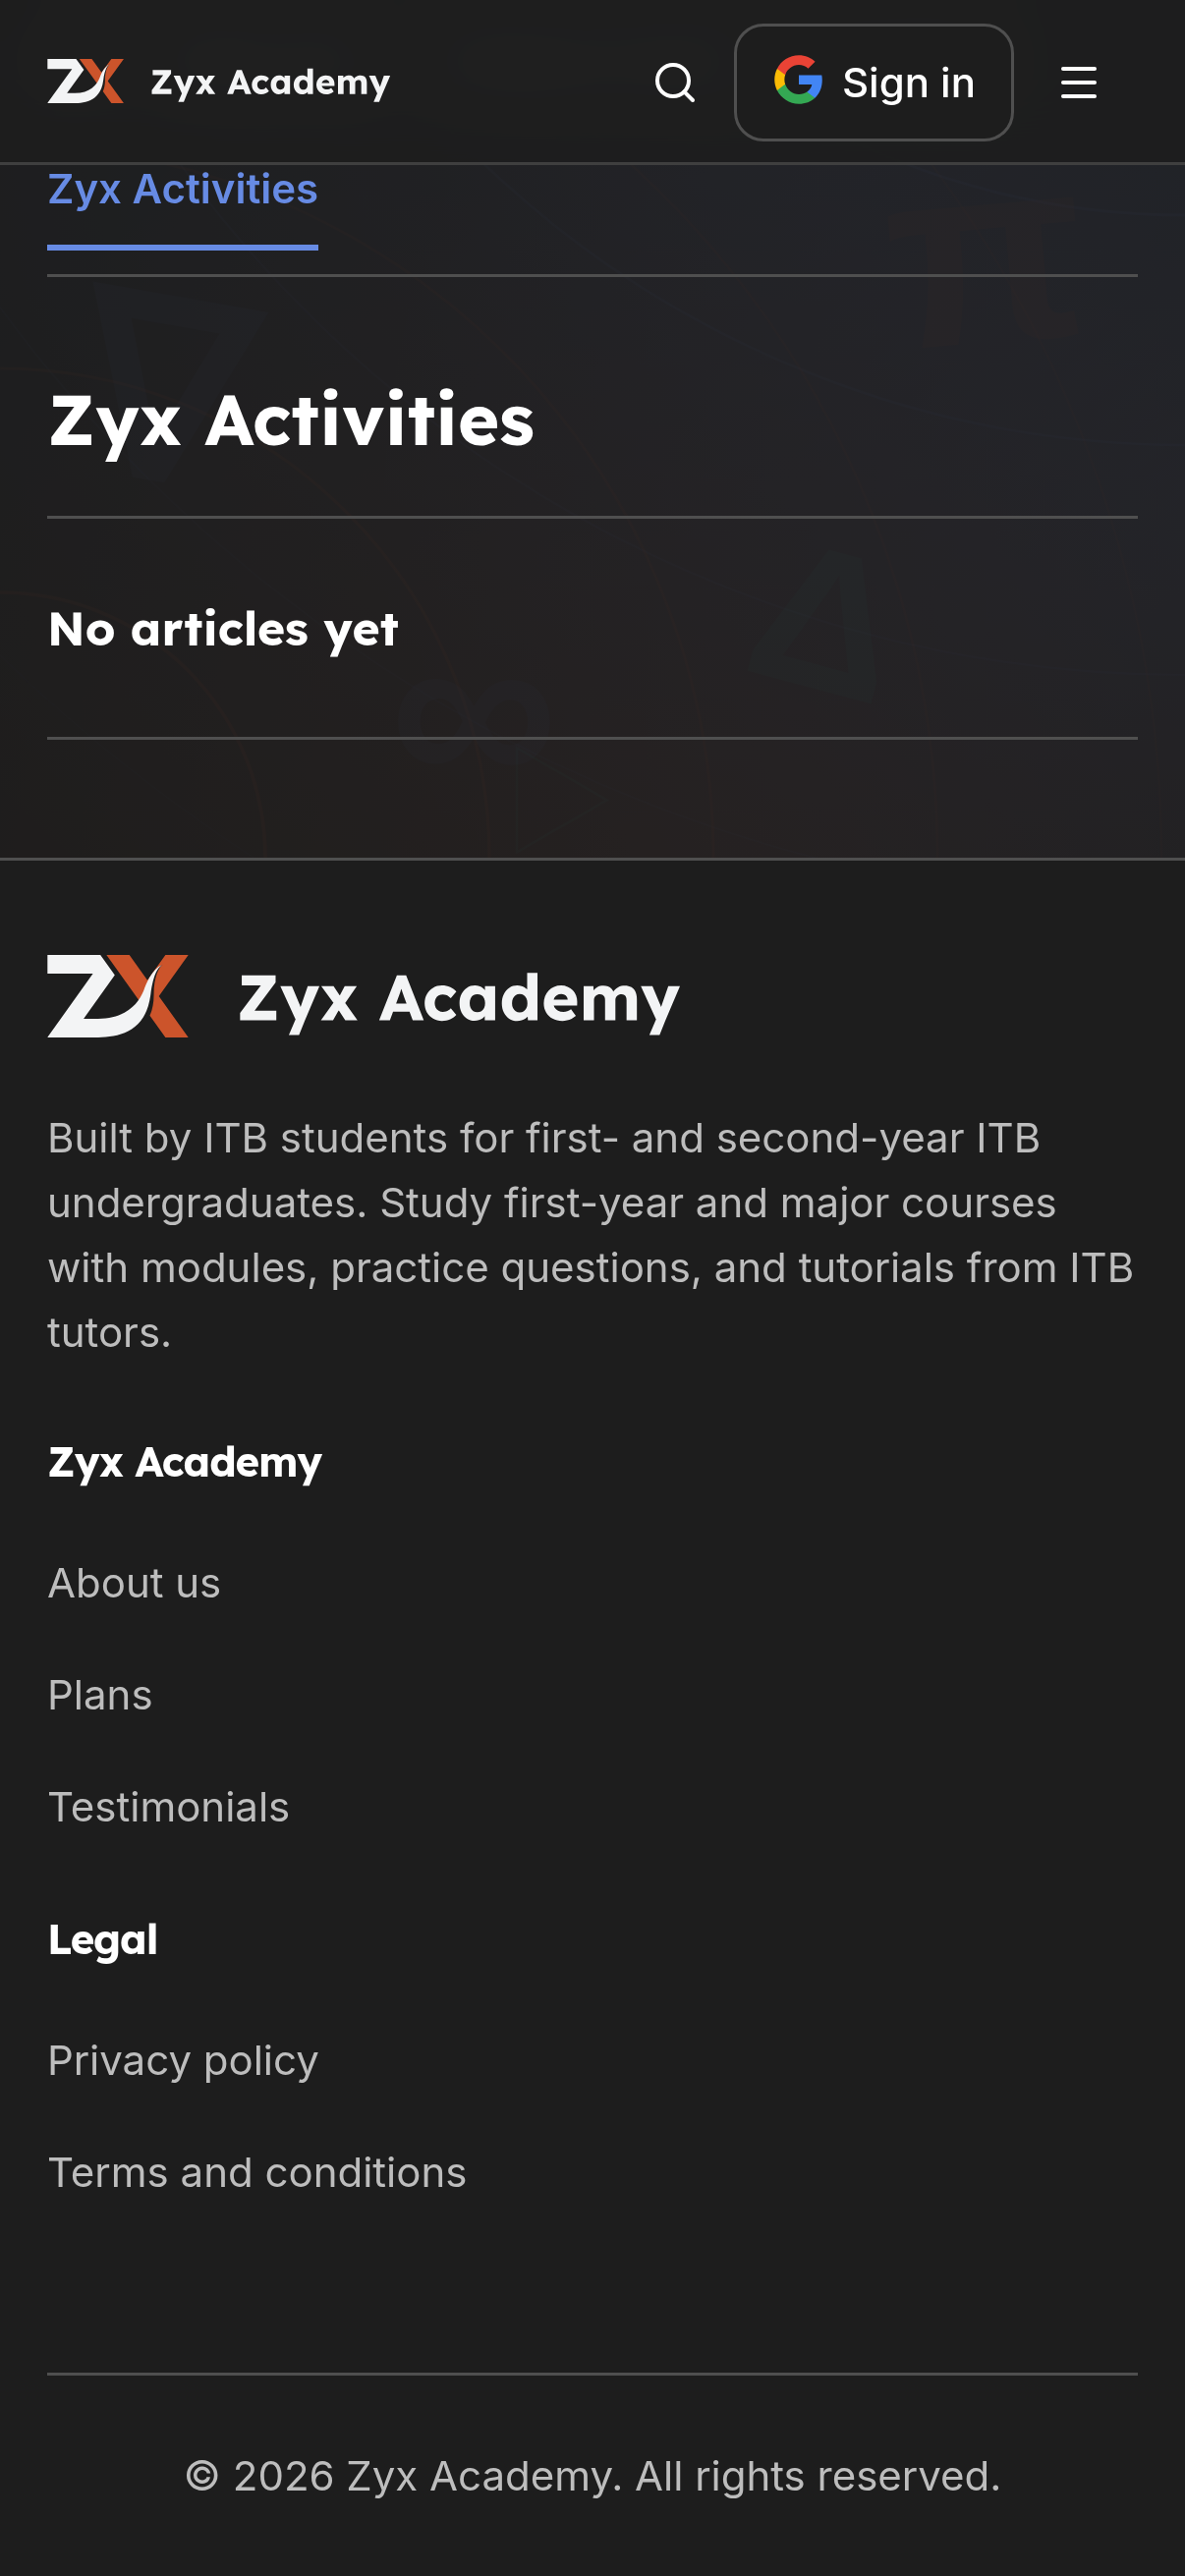 Zyx Academy
Sign in
Zyx Activities
Zyx Activities
No articles yet
Zyx Academy
Built by ITB students for first- and second-year ITB
undergraduates. Study first-year and major courses
with modules, practice questions, and tutorials from ITB
tutors.
Zyx Academy
About us
Plans
Testimonials
Legal
Privacy policy
Terms and conditions
© 2026 Zyx Academy. All rights reserved.